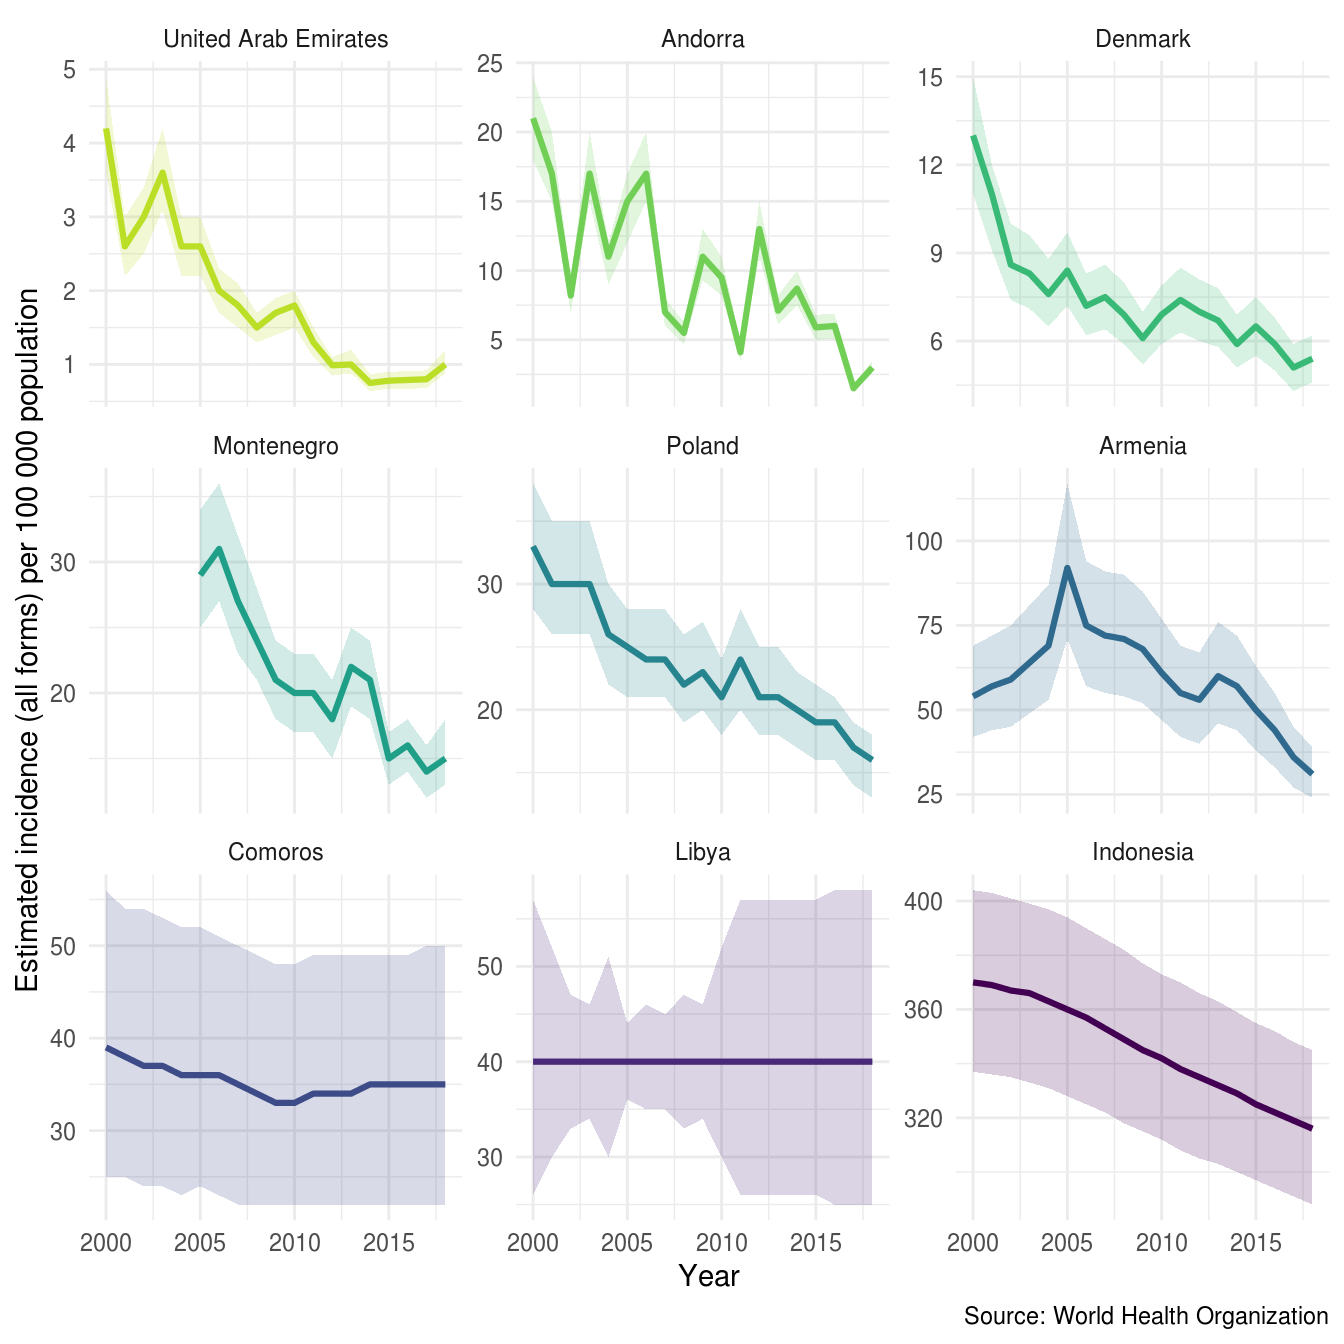 United Arab Emirates
Andorra
Denmark
5
4
3
2
1
25
20
15
10
5
15
12
9
6
Montenegro
Poland
Armenia
30
20
30
20
100
75
50
25
Comoros
Libya
Indonesia
50
40
30
50
40
30
400
360
320
2000 2005 2010 2015
2000 2005 2010 2015
2000 2005 2010 2015
Estimated incidence (all forms) per 100 000 population
Year
Source: World Health Organization